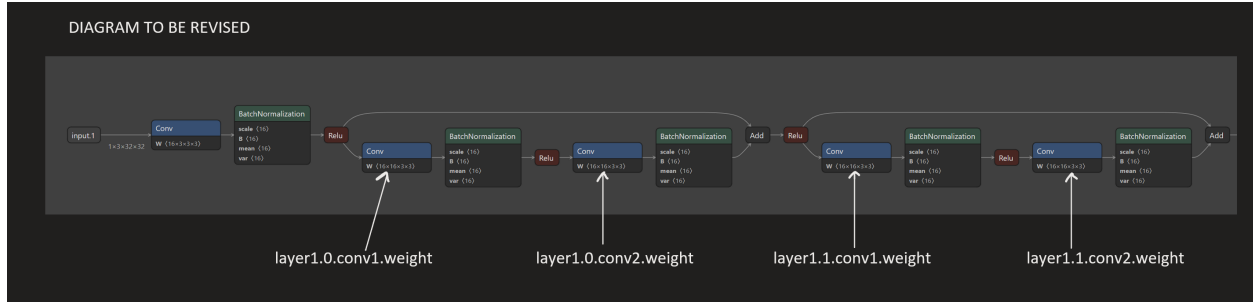 DIAGRAM TO BE REVISED
input.1
1×3×32×32
Conv
W (16×3×3×3)
BatchNormalization
scale (16)
B (16)
mean (16)
var (16)
Relu
Conv
W (16×16×3×3)
BatchNormalization
scale (16)
B (16)
mean (16)
var (16)
Relu
Conv
W (16×16×3×3)
BatchNormalization
scale (16)
B (16)
mean (16)
var (16)
Add
Relu
Conv
W (16×16×3×3)
BatchNormalization
scale (16)
B (16)
mean (16)
var (16)
Relu
Conv
W (16×16×3×3)
BatchNormalization
scale (16)
B (16)
mean (16)
var (16)
Add
layer1.0.conv1.weight
layer1.0.conv2.weight
layer1.1.conv1.weight
layer1.1.conv2.weight